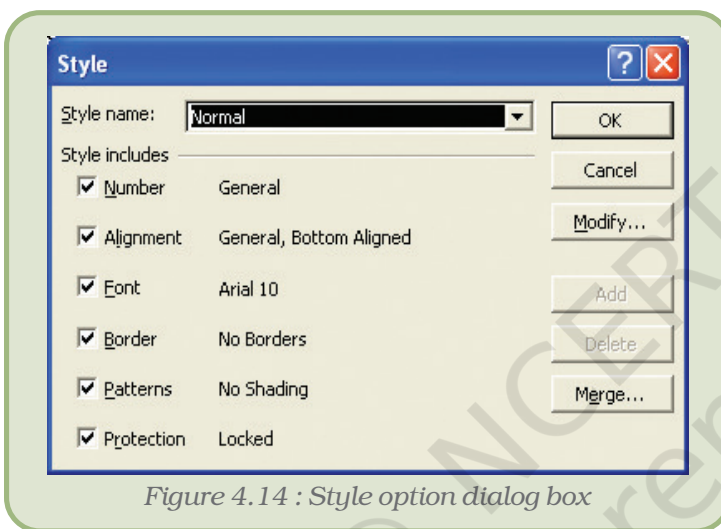 Style
Style name: Normal
OK
Style includes
Cancel
Number General
Modify...
Alignment General, Bottom Aligned
Font Arial 10
Add
Border No Borders
Delete
Patterns No Shading
Merge...
Protection Locked
Figure 4.14 : Style option dialog box
© NCERT